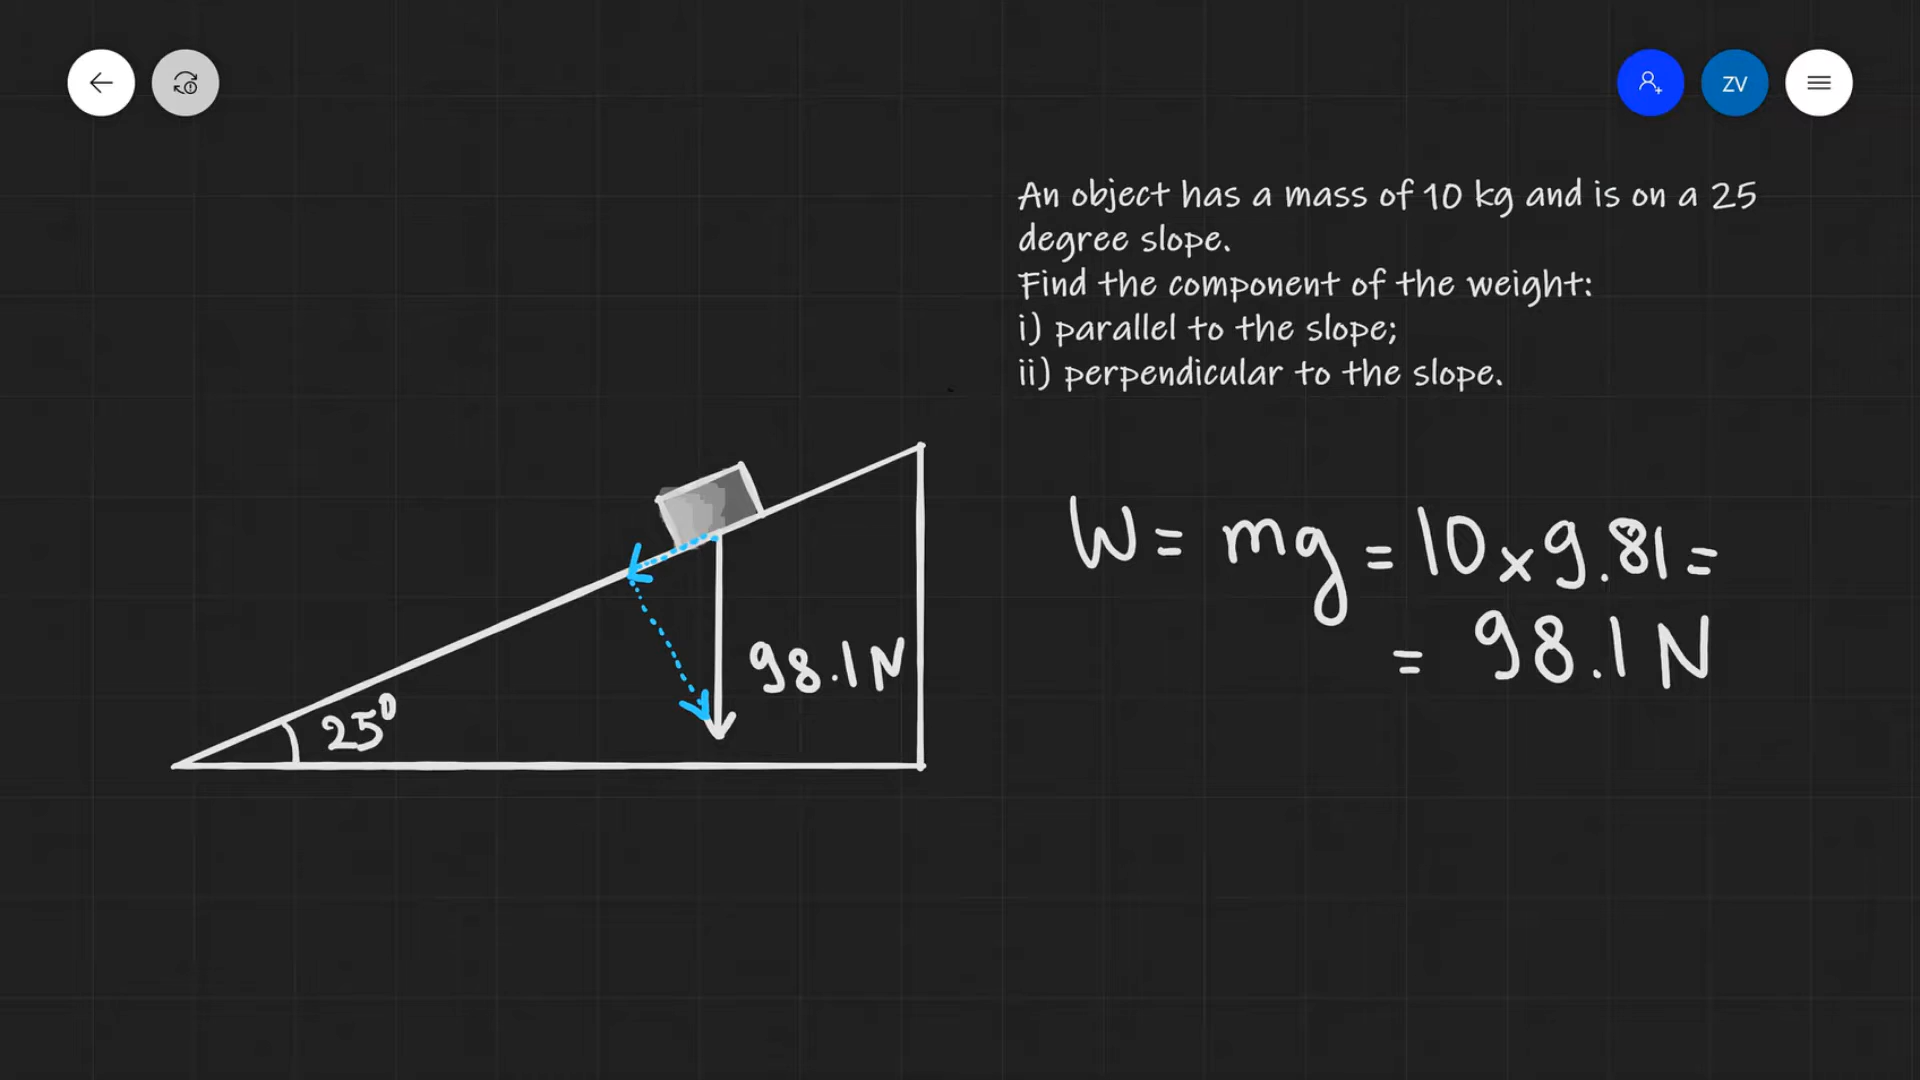 ZV
An object has a mass of 10 kg and is on a 25
degree slope.
Find the component of the weight:
i) parallel to the slope;
ii) perpendicular to the slope.
W = mg = 10 x 9.81 =
= 98.1 N
98.1 N
25⁰